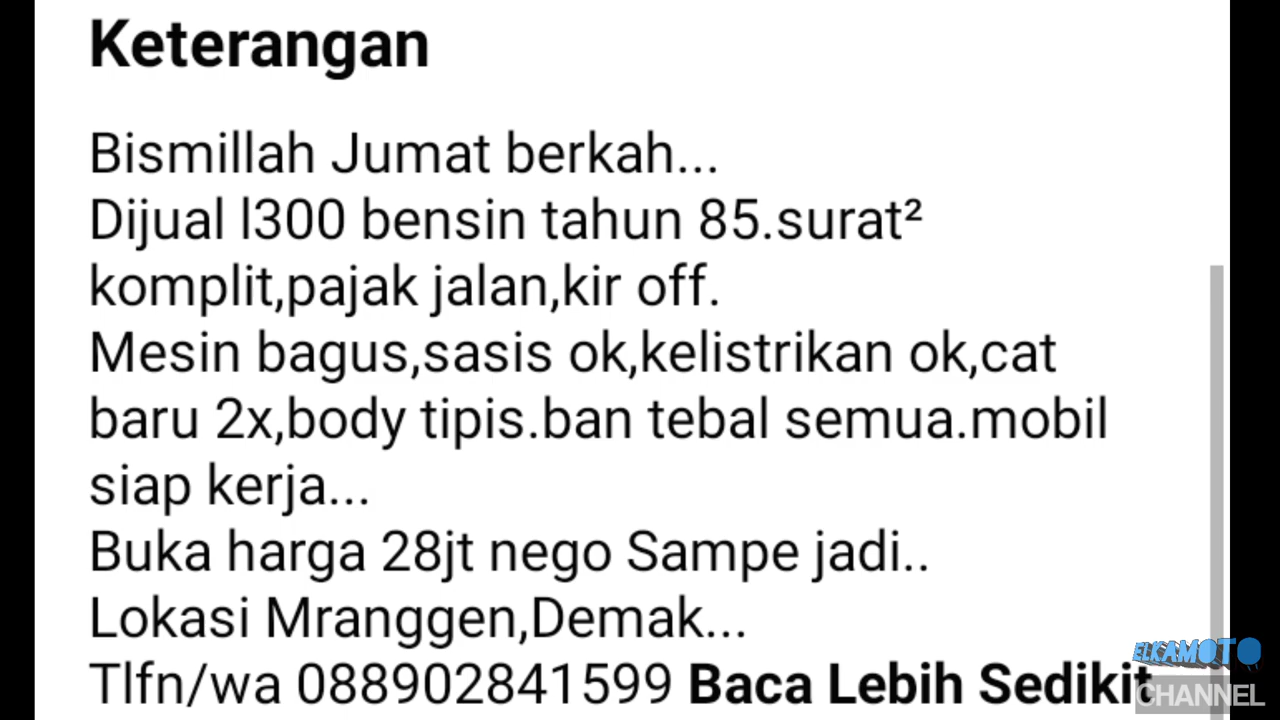 Keterangan
Bismillah Jumat berkah...
Dijual l300 bensin tahun 85.surat²
komplit,pajak jalan,kir off.
Mesin bagus,sasis ok,kelistrikan ok,cat
baru 2x,body tipis.ban tebal semua.mobil
siap kerja...
Buka harga 28jt nego Sampe jadi..
Lokasi Mranggen,Demak...
Tlfn/wa 088902841599 Baca Lebih Sedikit
ELKAMOTO
CHANNEL